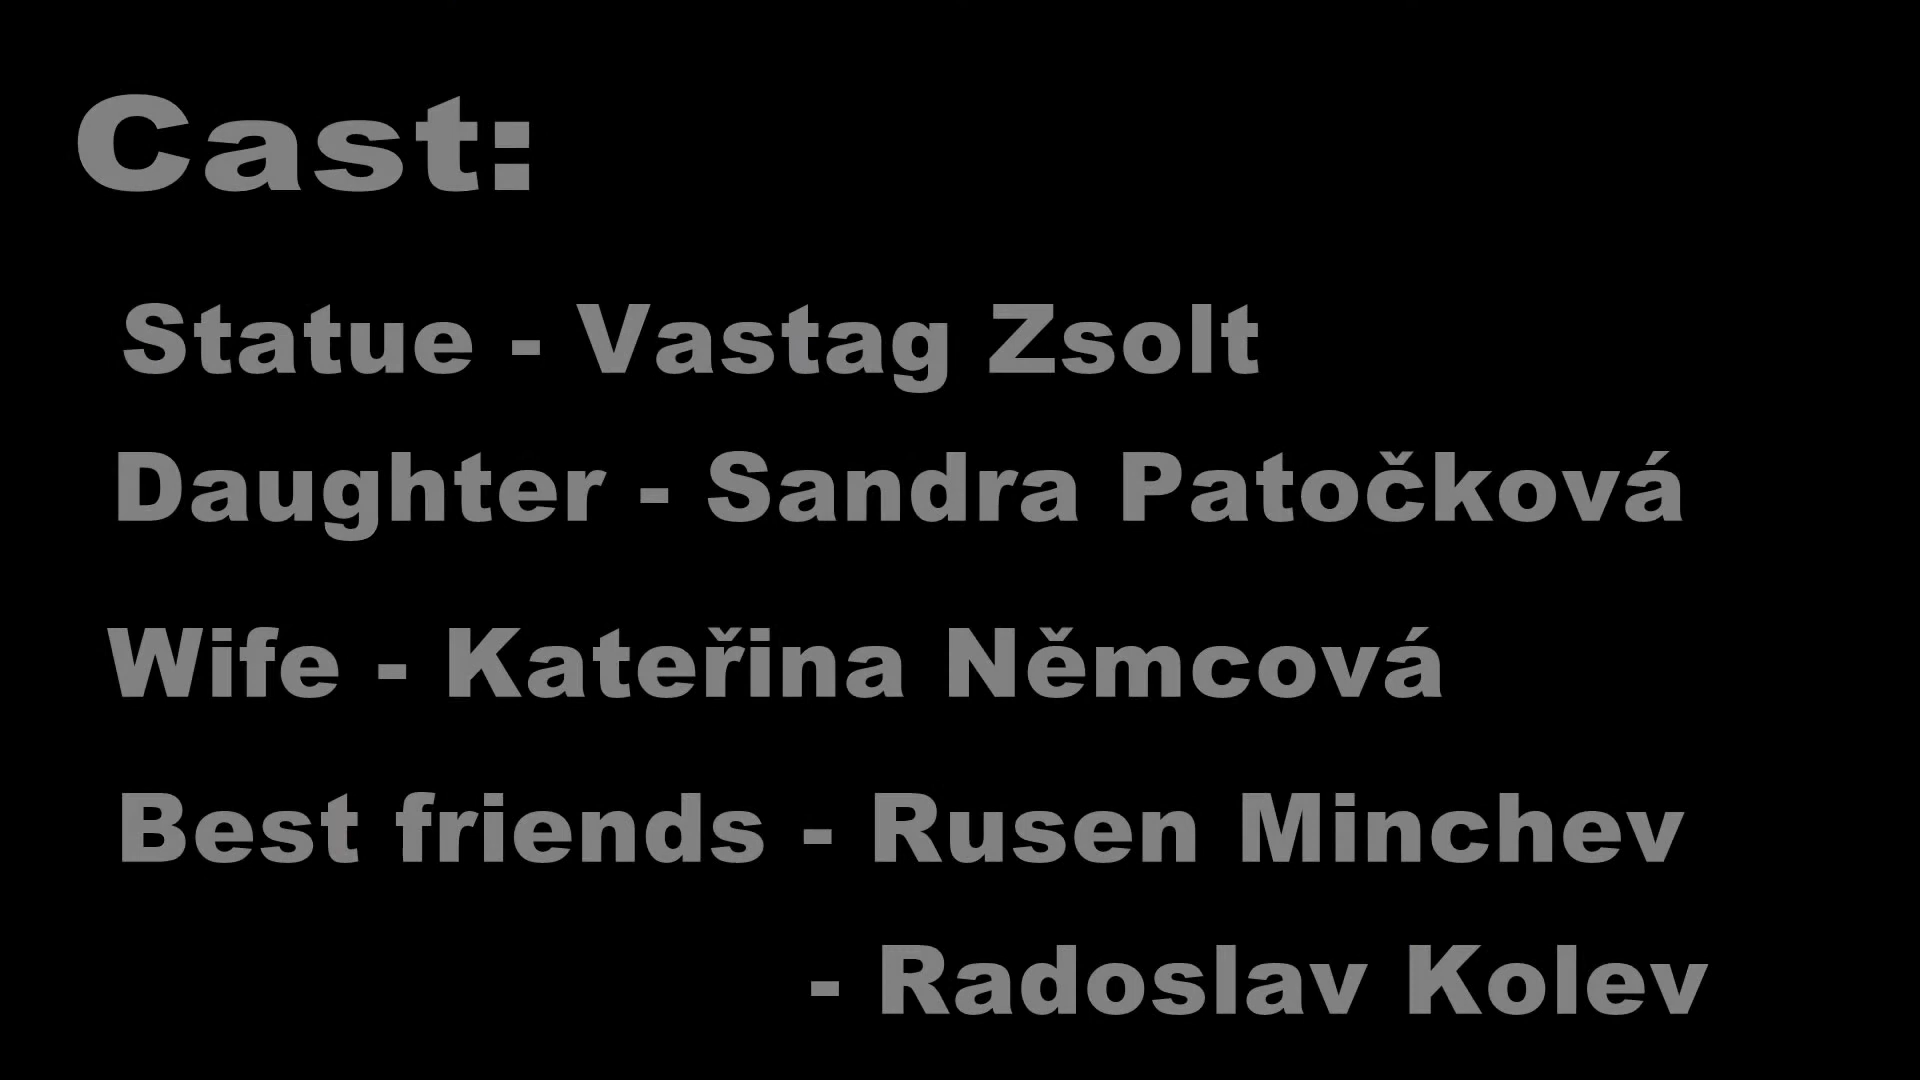 Cast:
Statue - Vastag Zsolt
Daughter - Sandra Patočková
Wife - Kateřina Němcová
Best friends - Rusen Minchev
- Radoslav Kolev